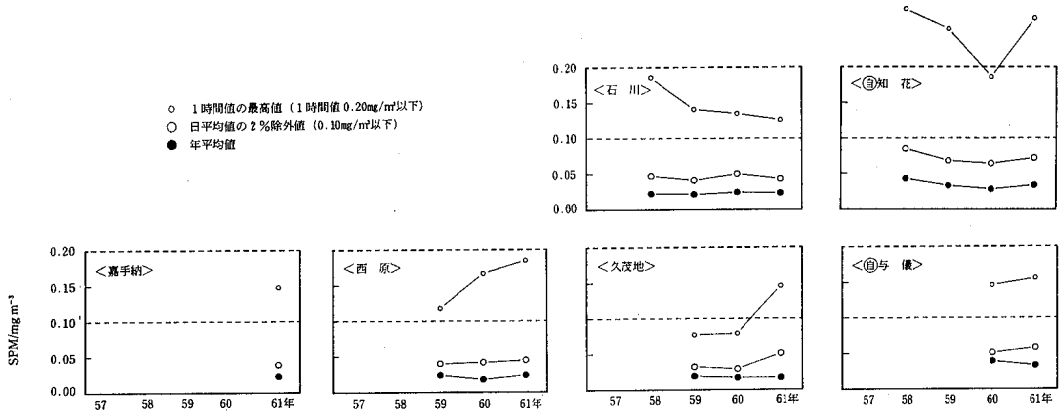 1時間値の最高値（1時間値0.20mg/m³以下）
日平均値の2%除外値（0.10mg/m³以下）
年平均値
0.20
0.15
0.10
0.05
0.00
<石 川>
<自知 花>
SPM/mg m⁻³
0.20
0.15
0.10
0.05
0.00
<嘉手納>
<西 原>
<久茂地>
<自与 儀>
57 58 59 60 61年
57 58 59 60 61年
57 58 59 60 61年
57 58 59 60 61年